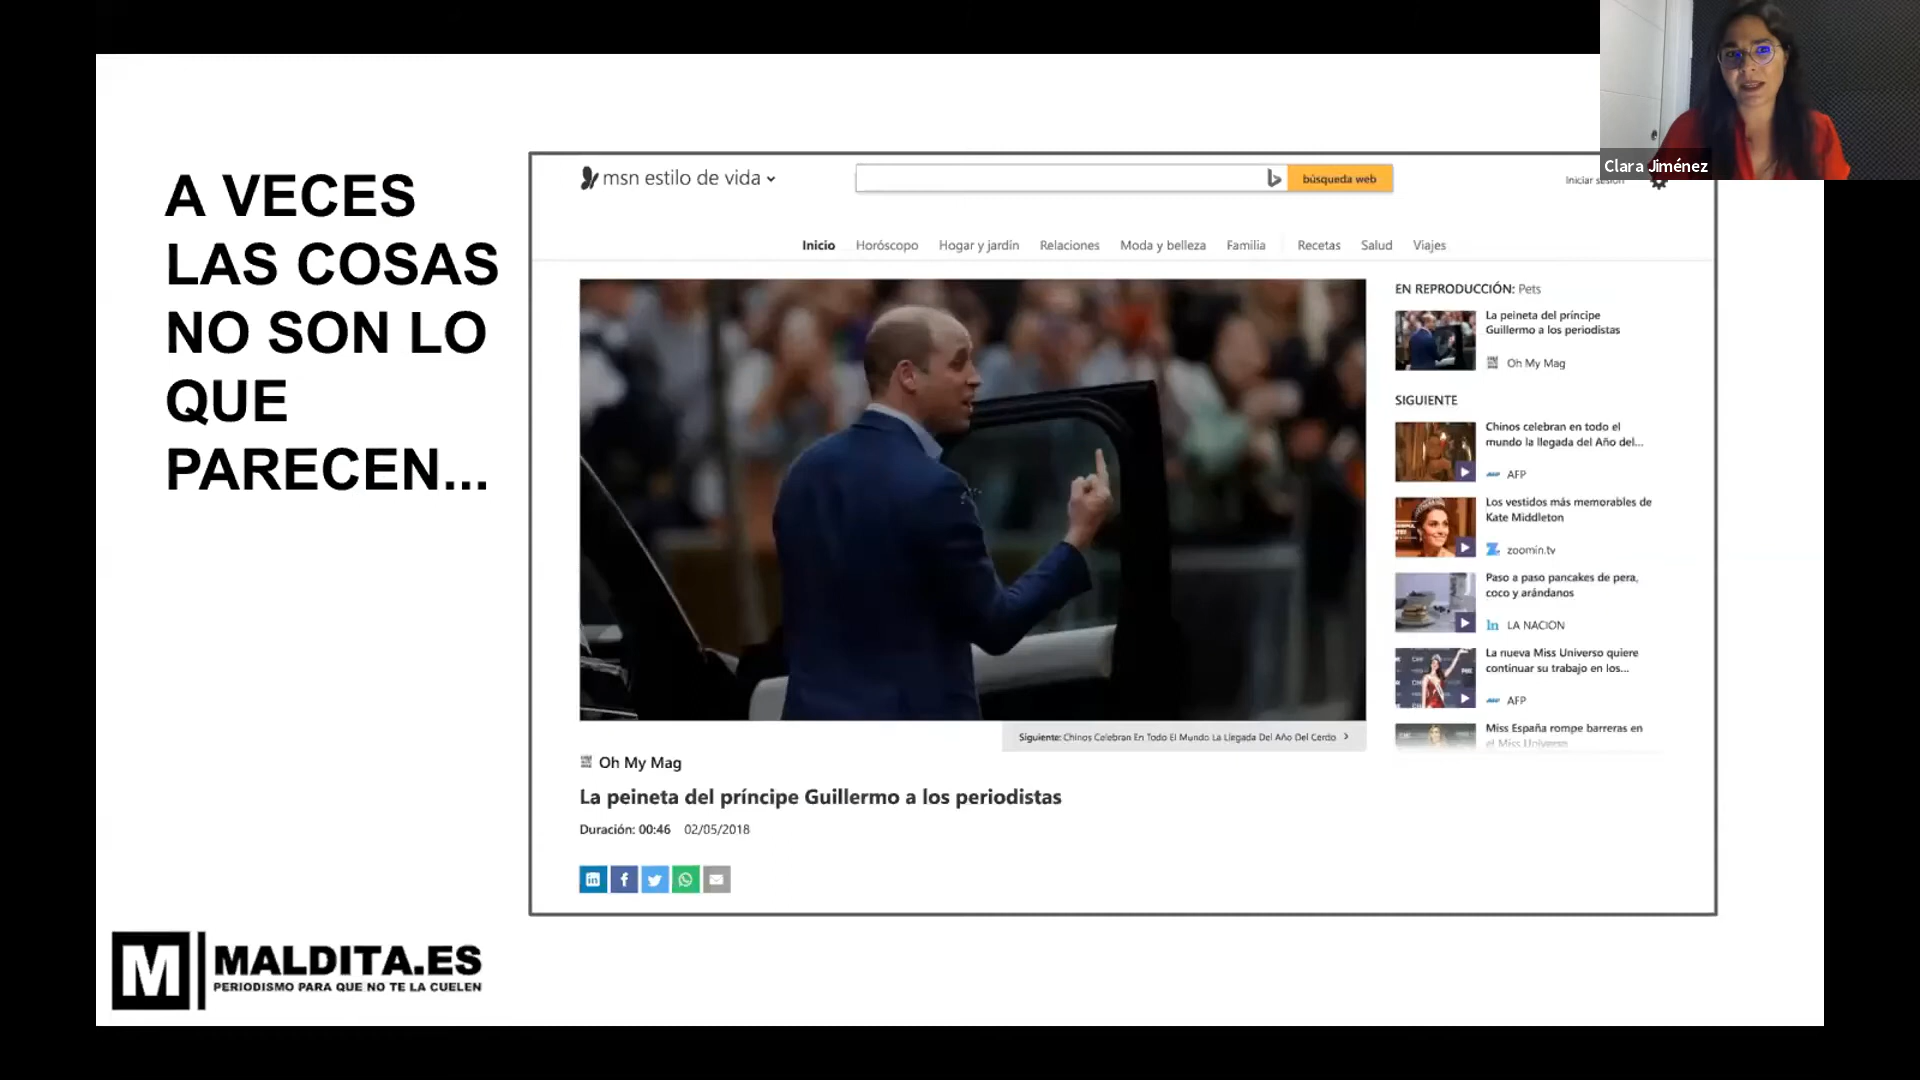 Clara Jiménez
A VECES
LAS COSAS
NO SON LO
QUE
PARECEN...
msn estilo de vida
búsqueda web
Iniciar sesión
Inicio Horóscopo Hogar y jardín Relaciones Moda y belleza Familia Recetas Salud Viajes
EN REPRODUCCIÓN: Pets
La peineta del príncipe
Guillermo a los periodistas
Oh My Mag
SIGUIENTE
Chinos celebran en todo el
mundo la llegada del Año del...
AFP
Los vestidos más memorables de
Kate Middleton
zoomin.tv
Paso a paso pancakes de pera,
coco y arándanos
ln LA NACION
La nueva Miss Universo quiere
continuar su trabajo en los...
AFP
Miss España rompe barreras en
el Miss Universo
Siguiente: Chinos Celebran En Todo El Mundo La Llegada Del Año Del Cerdo
Oh My Mag
La peineta del príncipe Guillermo a los periodistas
Duración: 00:46 02/05/2018
M MALDITA.ES
PERIODISMO PARA QUE NO TE LA CUELEN